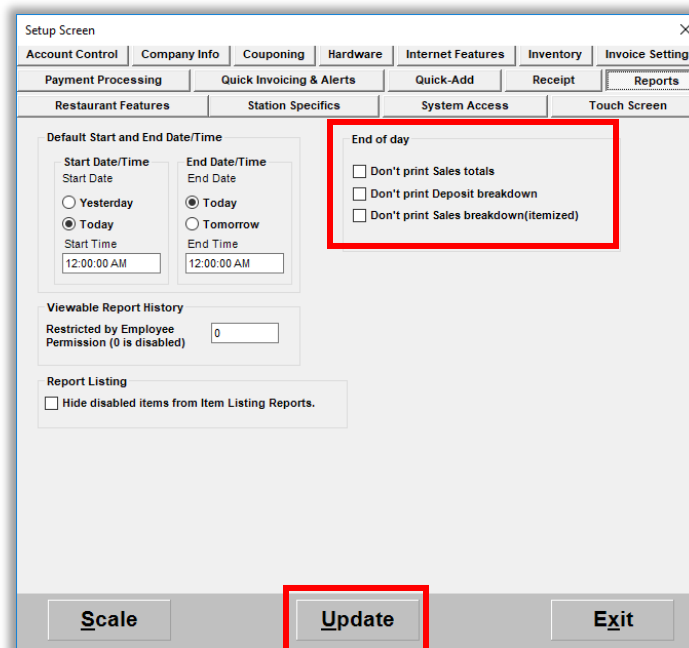 Setup Screen
Account Control Company Info Couponing Hardware Internet Features Inventory Invoice Setting
Payment Processing Quick Invoicing & Alerts Quick-Add Receipt Reports
Restaurant Features Station Specifics System Access Touch Screen
Default Start and End Date/Time
Start Date/Time
Start Date
Yesterday
Today
Start Time
12:00:00 AM
End Date/Time
End Date
Today
Tomorrow
End Time
12:00:00 AM
End of day
Don't print Sales totals
Don't print Deposit breakdown
Don't print Sales breakdown(itemized)
Viewable Report History
Restricted by Employee
Permission (0 is disabled)
0
Report Listing
Hide disabled items from Item Listing Reports.
Scale Update Exit